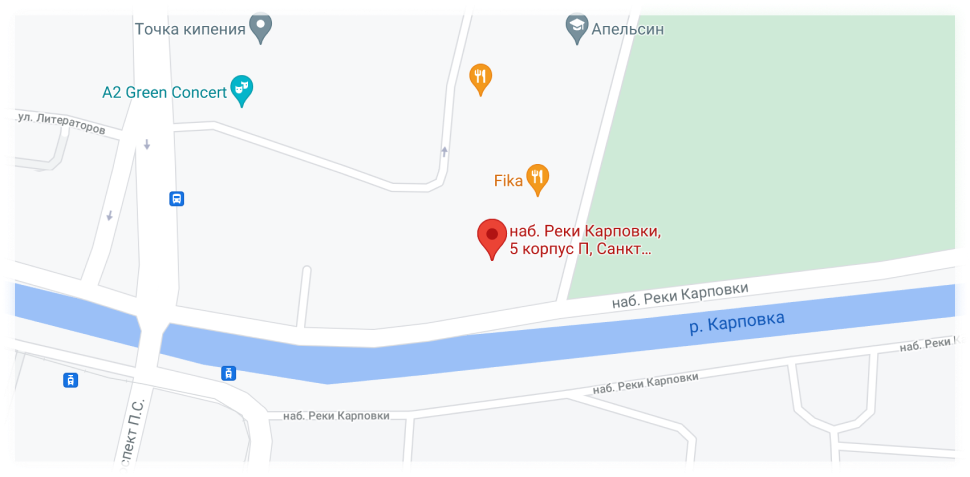 Точка кипения
Апельсин
A2 Green Concert
ул. Литераторов
Fika
наб. Реки Карповки,
5 корпус П, Санкт...
наб. Реки Карповки
р. Карповка
наб. Реки
наб. Реки Карповки
наб. Реки Карповки
спект П.С.